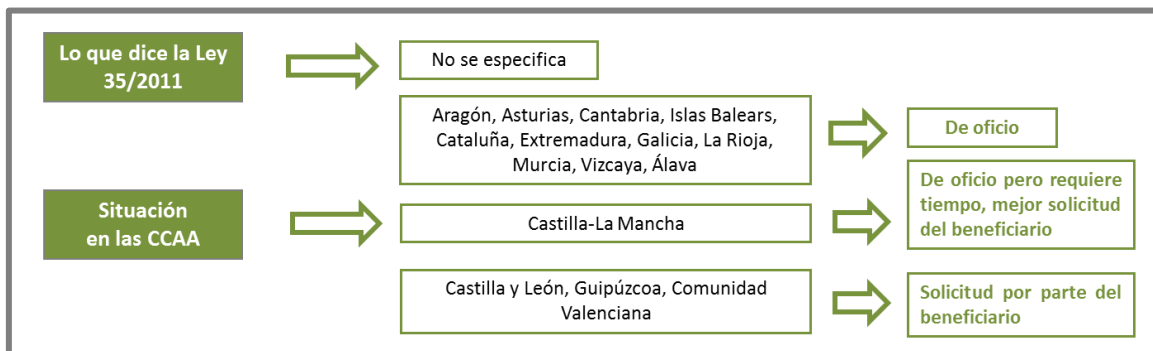 Lo que dice la Ley
35/2011
No se especifica
Aragón, Asturias, Cantabria, Islas Balears,
Cataluña, Extremadura, Galicia, La Rioja,
Murcia, Vizcaya, Álava
De oficio
Situación
en las CCAA
Castilla-La Mancha
De oficio pero requiere
tiempo, mejor solicitud
del beneficiario
Castilla y León, Guipúzcoa, Comunidad
Valenciana
Solicitud por parte del
beneficiario